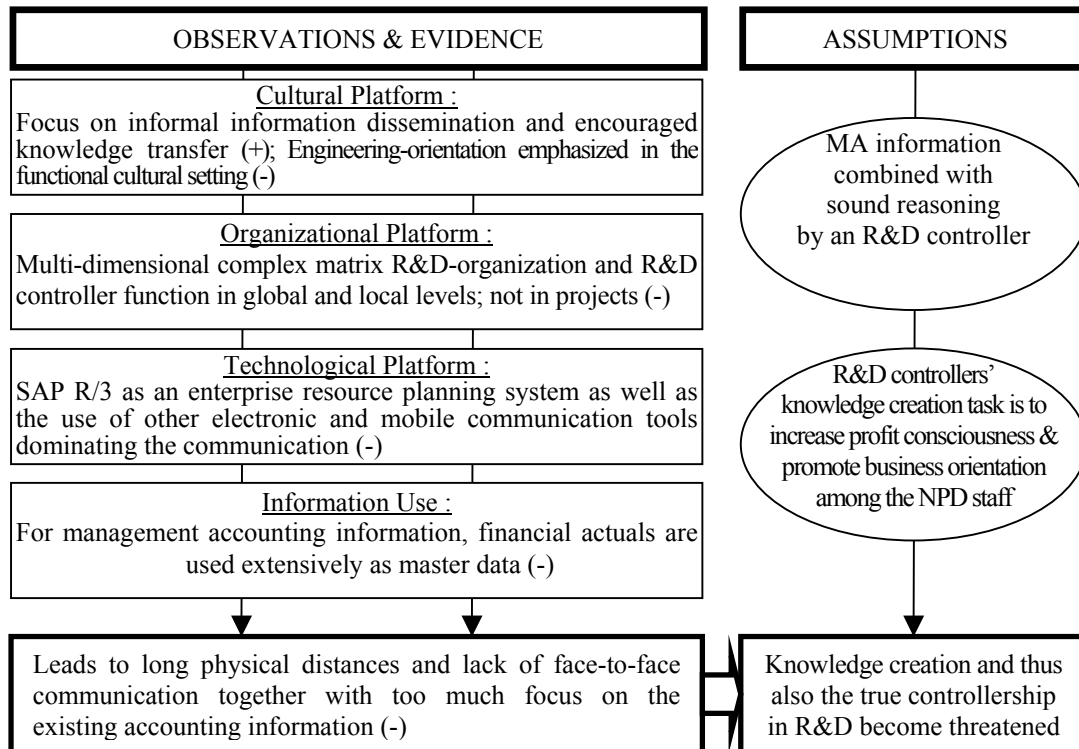 OBSERVATIONS & EVIDENCE
Cultural Platform :
Focus on informal information dissemination and encouraged
knowledge transfer (+); Engineering-orientation emphasized in the
functional cultural setting (-)
Organizational Platform :
Multi-dimensional complex matrix R&D-organization and R&D
controller function in global and local levels; not in projects (-)
Technological Platform :
SAP R/3 as an enterprise resource planning system as well as
the use of other electronic and mobile communication tools
dominating the communication (-)
Information Use :
For management accounting information, financial actuals are
used extensively as master data (-)
Leads to long physical distances and lack of face-to-face
communication together with too much focus on the
existing accounting information (-)
ASSUMPTIONS
MA information
combined with
sound reasoning
by an R&D controller
R&D controllers'
knowledge creation task is to
increase profit consciousness &
promote business orientation
among the NPD staff
Knowledge creation and thus
also the true controllership
in R&D become threatened